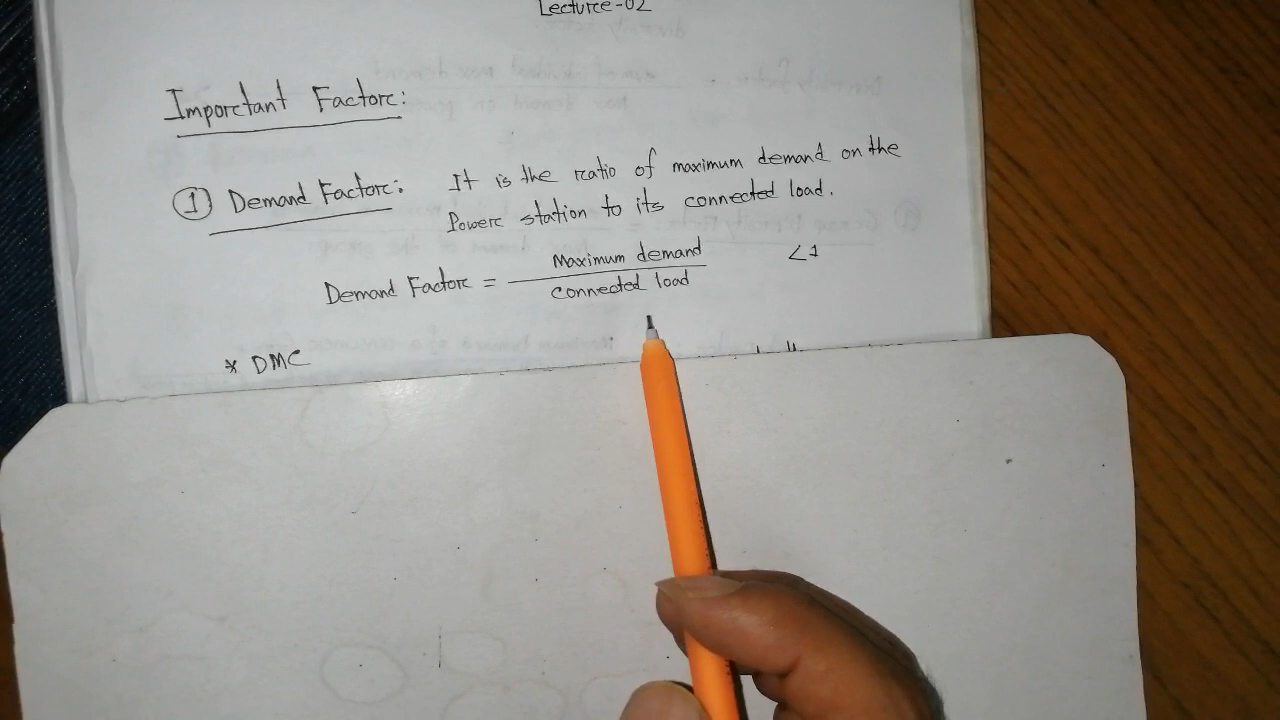 Lecture-02
Important Factor:
① Demand Factor: It is the ratio of maximum demand on the
Power station to its connected load.
Demand Factor = Maximum demand / connected load <1
* DMC